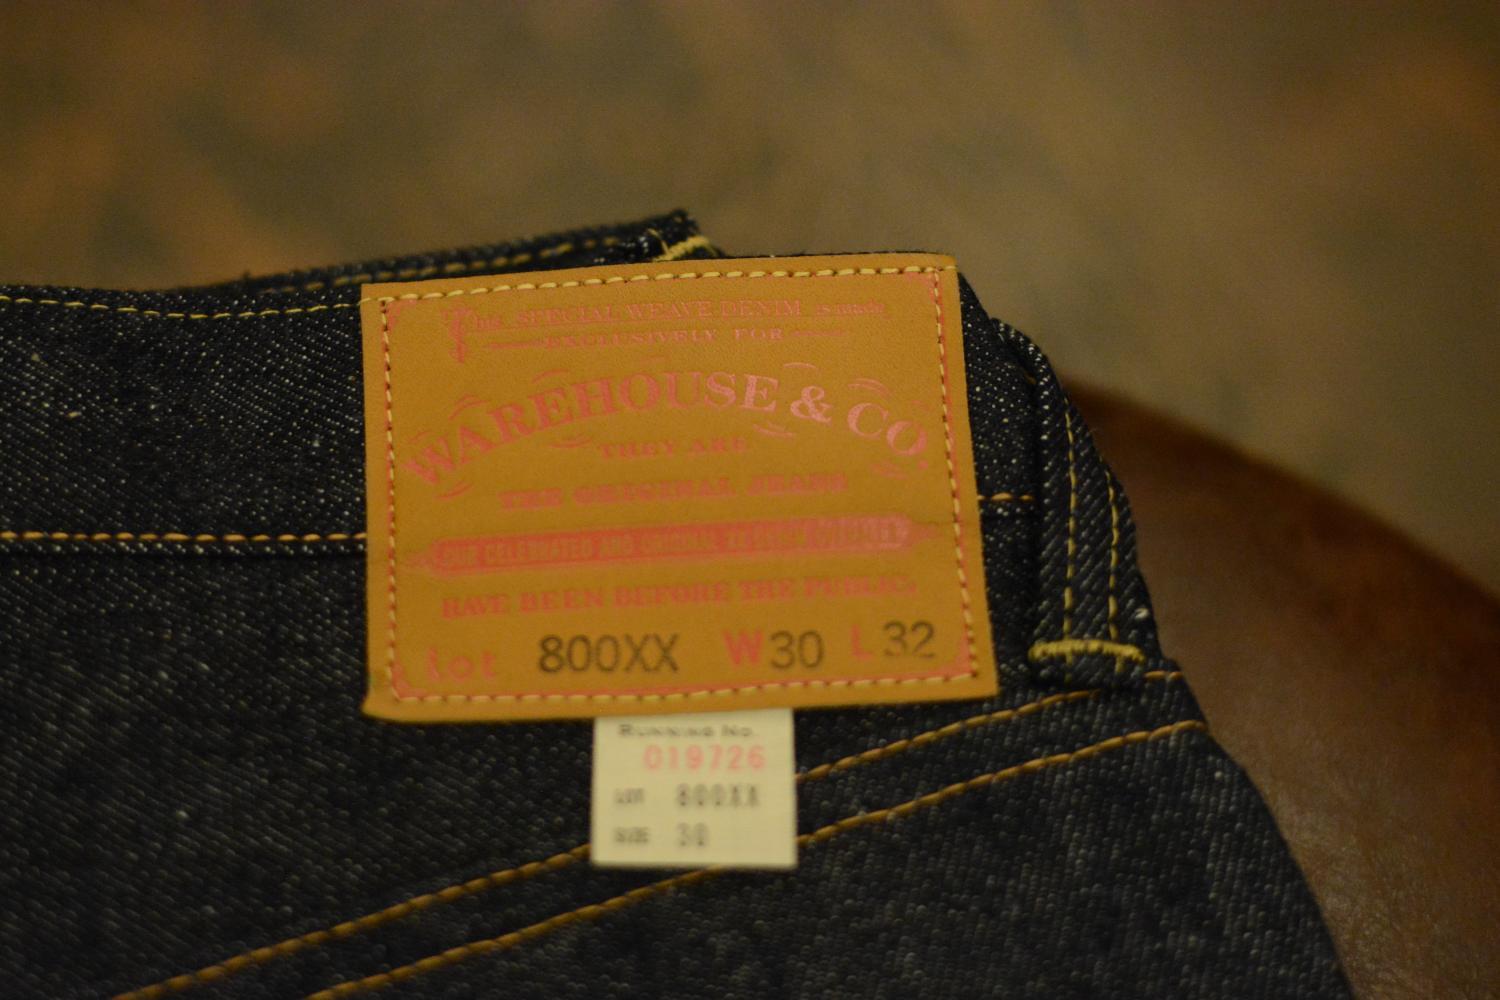 This SPECIAL WEAVE DENIM is made
EXCLUSIVELY FOR
WAREHOUSE & CO.
THEY ARE
THE ORIGINAL JEANS
OUR CELEBRATED AND ORIGINAL XX DENIM
HAVE BEEN BEFORE THE PUBLIC.
lot 800XX W30 L32
RUNNING No.
019726
LOT 800XX
SIZE 30